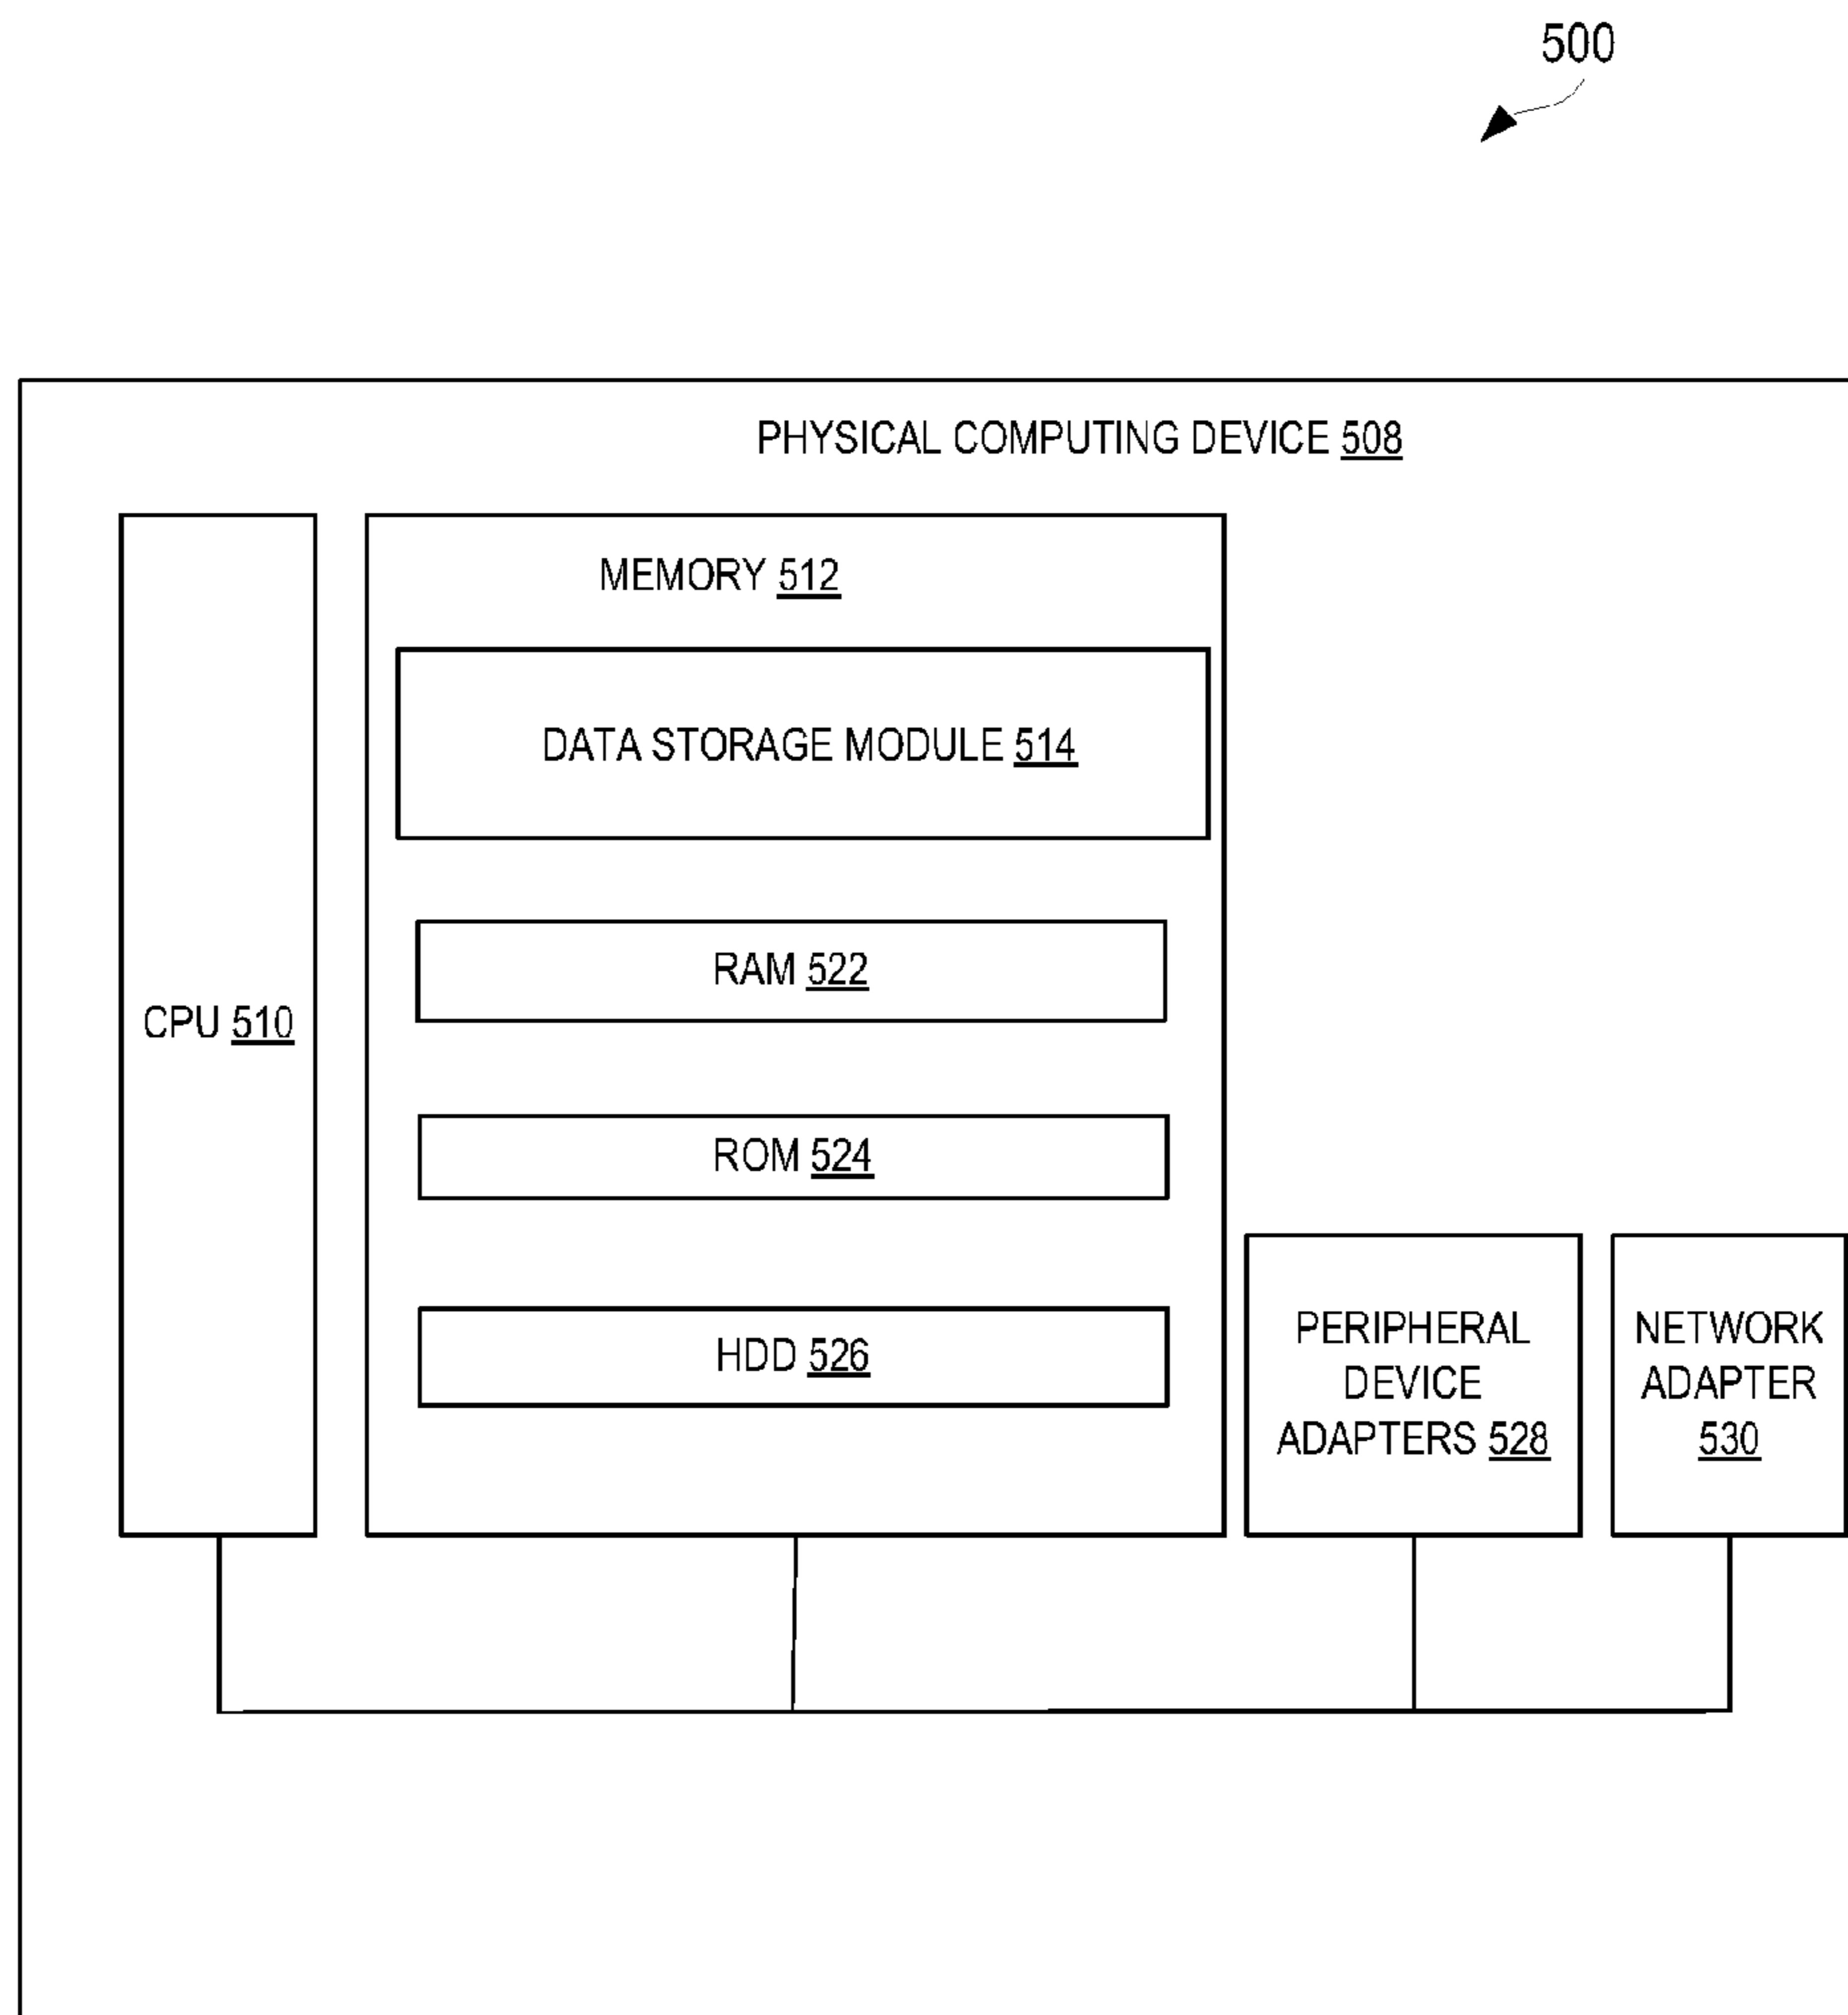 500
PHYSICAL COMPUTING DEVICE 508
MEMORY 512
DATA STORAGE MODULE 514
RAM 522
CPU 510
ROM 524
HDD 526
PERIPHERAL
DEVICE
ADAPTERS 528
NETWORK
ADAPTER
530